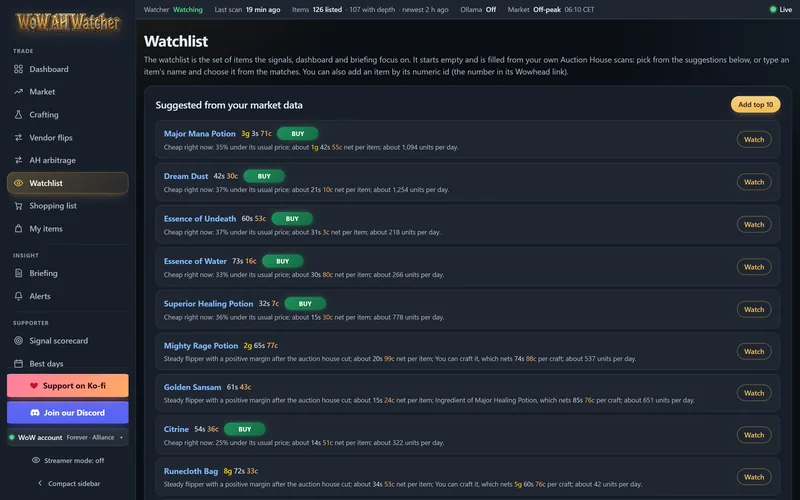 WoW AH Watcher
Watcher Watching Last scan 19 min ago Items 126 listed · 107 with depth · newest 2 h ago Ollama Off Market Off-peak 06:10 CET Live
TRADE
Dashboard
Market
Crafting
Vendor flips
AH arbitrage
Watchlist
Shopping list
My items
INSIGHT
Briefing
Alerts
SUPPORTER
Signal scorecard
Best days
Support on Ko-fi
Join our Discord
WoW account Forever · Alliance
Streamer mode: off
Compact sidebar
Watchlist
The watchlist is the set of items the signals, dashboard and briefing focus on. It starts empty and is filled from your own Auction House scans: pick from the suggestions below, or type an
item's name and choose it from the matches. You can also add an item by its numeric id (the number in its Wowhead link).
Suggested from your market data Add top 10
Major Mana Potion 3g 3s 71c BUY
Cheap right now: 35% under its usual price; about 1g 42s 55c net per item; about 1,094 units per day.
Watch
Dream Dust 42s 30c BUY
Cheap right now: 37% under its usual price; about 21s 10c net per item; about 1,254 units per day.
Watch
Essence of Undeath 60s 53c BUY
Cheap right now: 37% under its usual price; about 31s 3c net per item; about 218 units per day.
Watch
Essence of Water 73s 16c BUY
Cheap right now: 33% under its usual price; about 30s 80c net per item; about 266 units per day.
Watch
Superior Healing Potion 32s 7c BUY
Cheap right now: 36% under its usual price; about 15s 30c net per item; about 778 units per day.
Watch
Mighty Rage Potion 2g 65s 77c
Steady flipper with a positive margin after the auction house cut; about 20s 99c net per item; You can craft it, which nets 74s 88c per craft; about 537 units per day.
Watch
Golden Sansam 61s 43c
Steady flipper with a positive margin after the auction house cut; about 15s 24c net per item; Ingredient of Major Healing Potion, which nets 85s 76c per craft; about 651 units per day.
Watch
Citrine 54s 36c BUY
Cheap right now: 25% under its usual price; about 14s 51c net per item; about 322 units per day.
Watch
Runecloth Bag 8g 72s 33c
Steady flipper with a positive margin after the auction house cut; about 34s 53c net per item; You can craft it, which nets 5g 60s 76c per craft; about 42 units per day.
Watch